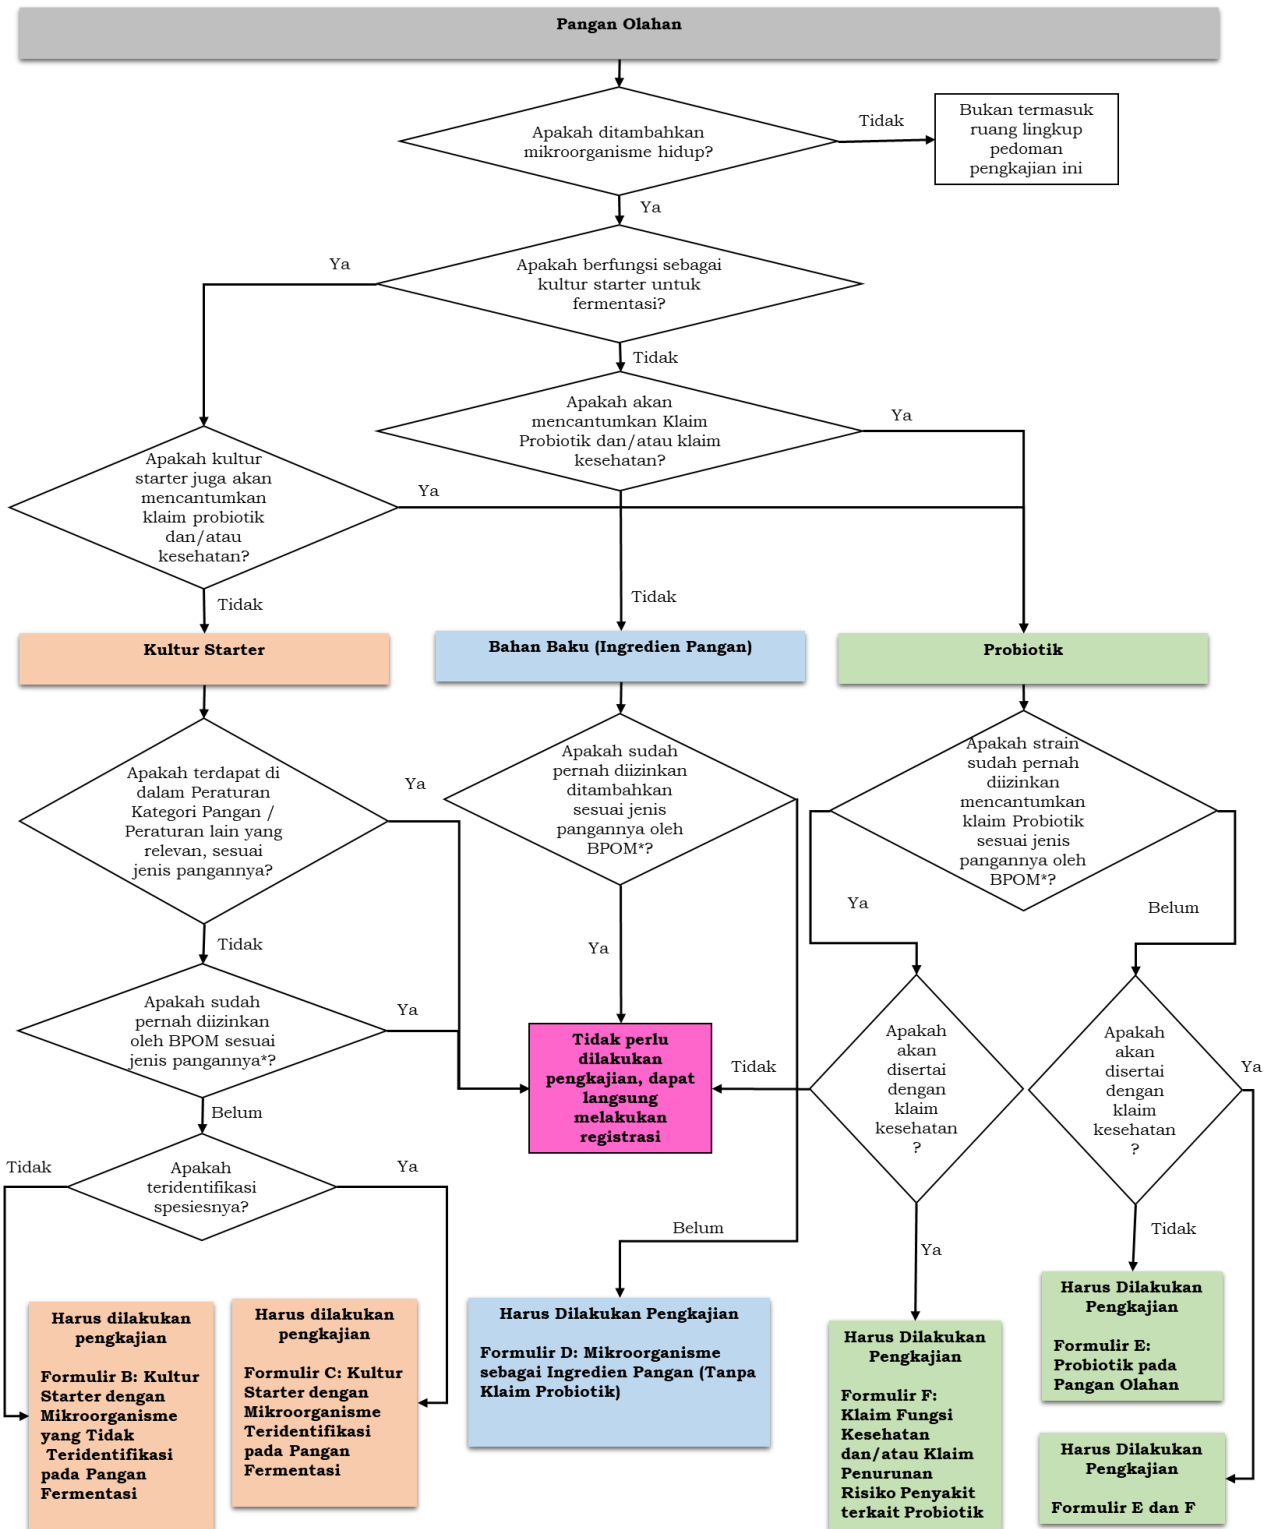 Pangan Olahan
Apakah ditambahkan
mikroorganisme hidup?
Tidak
Bukan termasuk
ruang lingkup
pedoman
pengkajian ini
Ya
Ya
Apakah berfungsi sebagai
kultur starter untuk
fermentasi?
Tidak
Apakah akan
mencantumkan Klaim
Probiotik dan/atau klaim
kesehatan?
Ya
Apakah kultur
starter juga akan
mencantumkan
klaim probiotik
dan/atau
kesehatan?
Ya
Tidak
Tidak
Kultur Starter
Bahan Baku (Ingredien Pangan)
Probiotik
Apakah terdapat di
dalam Peraturan
Kategori Pangan /
Peraturan lain yang
relevan, sesuai
jenis pangannya?
Ya
Apakah sudah
pernah diizinkan
ditambahkan
sesuai jenis
pangannya oleh
BPOM*?
Apakah strain
sudah pernah
diizinkan
mencantumkan
klaim Probiotik
sesuai jenis
pangannya oleh
BPOM*?
Ya
Belum
Tidak
Ya
Apakah sudah
pernah diizinkan
oleh BPOM sesuai
jenis pangannya*?
Ya
Tidak perlu
dilakukan
pengkajian, dapat
langsung
melakukan
registrasi
Tidak
Apakah
akan
disertai
dengan
klaim
kesehatan
?
Apakah
akan
disertai
dengan
klaim
kesehatan
?
Ya
Belum
Tidak
Apakah
teridentifikasi
spesiesnya?
Ya
Belum
Ya
Tidak
Harus dilakukan
pengkajian
Formulir B: Kultur
Starter dengan
Mikroorganisme
yang Tidak
Teridentifikasi
pada Pangan
Fermentasi
Harus dilakukan
pengkajian
Formulir C: Kultur
Starter dengan
Mikroorganisme
Teridentifikasi
pada Pangan
Fermentasi
Harus Dilakukan Pengkajian
Formulir D: Mikroorganisme
sebagai Ingredien Pangan (Tanpa
Klaim Probiotik)
Harus Dilakukan
Pengkajian
Formulir F:
Klaim Fungsi
Kesehatan
dan/atau Klaim
Penurunan
Risiko Penyakit
terkait Probiotik
Harus Dilakukan
Pengkajian
Formulir E:
Probiotik pada
Pangan Olahan
Harus Dilakukan
Pengkajian
Formulir E dan F